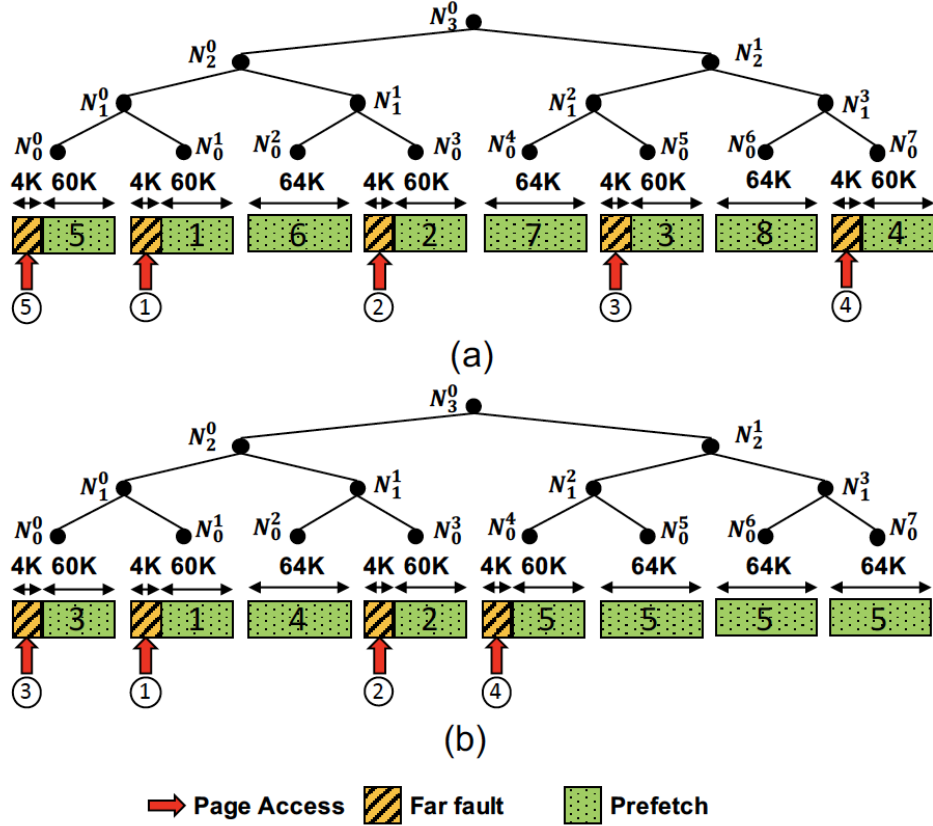 N_3^0
N_2^0 N_2^1
N_1^0 N_1^1 N_1^2 N_1^3
N_0^0 N_0^1 N_0^2 N_0^3 N_0^4 N_0^5 N_0^6 N_0^7
4K 60K 4K 60K 64K 4K 60K 64K 4K 60K 64K 4K 60K
5 1 6 2 7 3 8 4
5 1 2 3 4
(a)
N_3^0
N_2^0 N_2^1
N_1^0 N_1^1 N_1^2 N_1^3
N_0^0 N_0^1 N_0^2 N_0^3 N_0^4 N_0^5 N_0^6 N_0^7
4K 60K 4K 60K 64K 4K 60K 4K 60K 64K 64K 64K
3 1 4 2 5 5 5 5
3 1 2 4
(b)
Page Access Far fault Prefetch